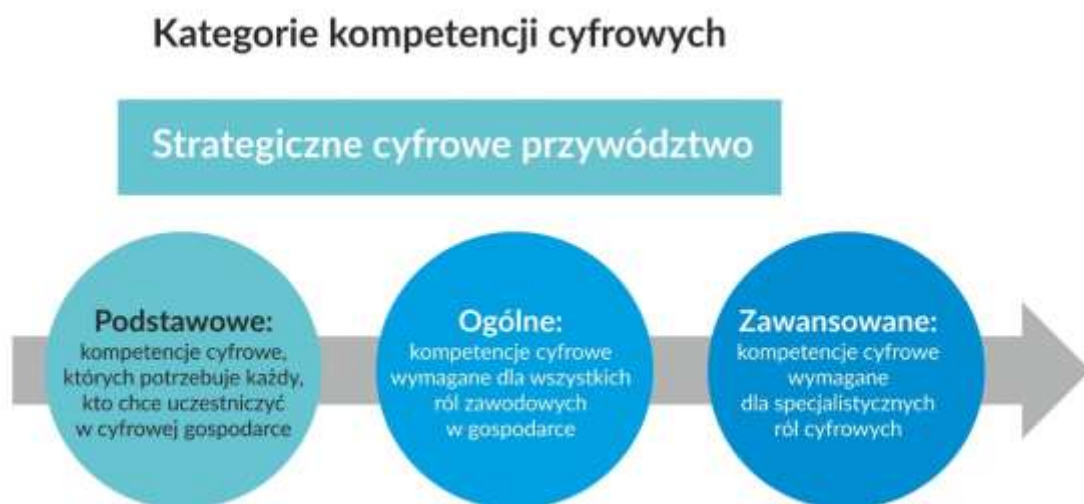 Kategorie kompetencji cyfrowych
Strategiczne cyfrowe przywództwo
Podstawowe:
kompetencje cyfrowe,
których potrzebuje każdy,
kto chce uczestniczyć
w cyfrowej gospodarce
Ogólne:
kompetencje cyfrowe
wymagane dla wszystkich
ról zawodowych
w gospodarce
Zawansowane:
kompetencje cyfrowe
wymagane
dla specjalistycznych
ról cyfrowych